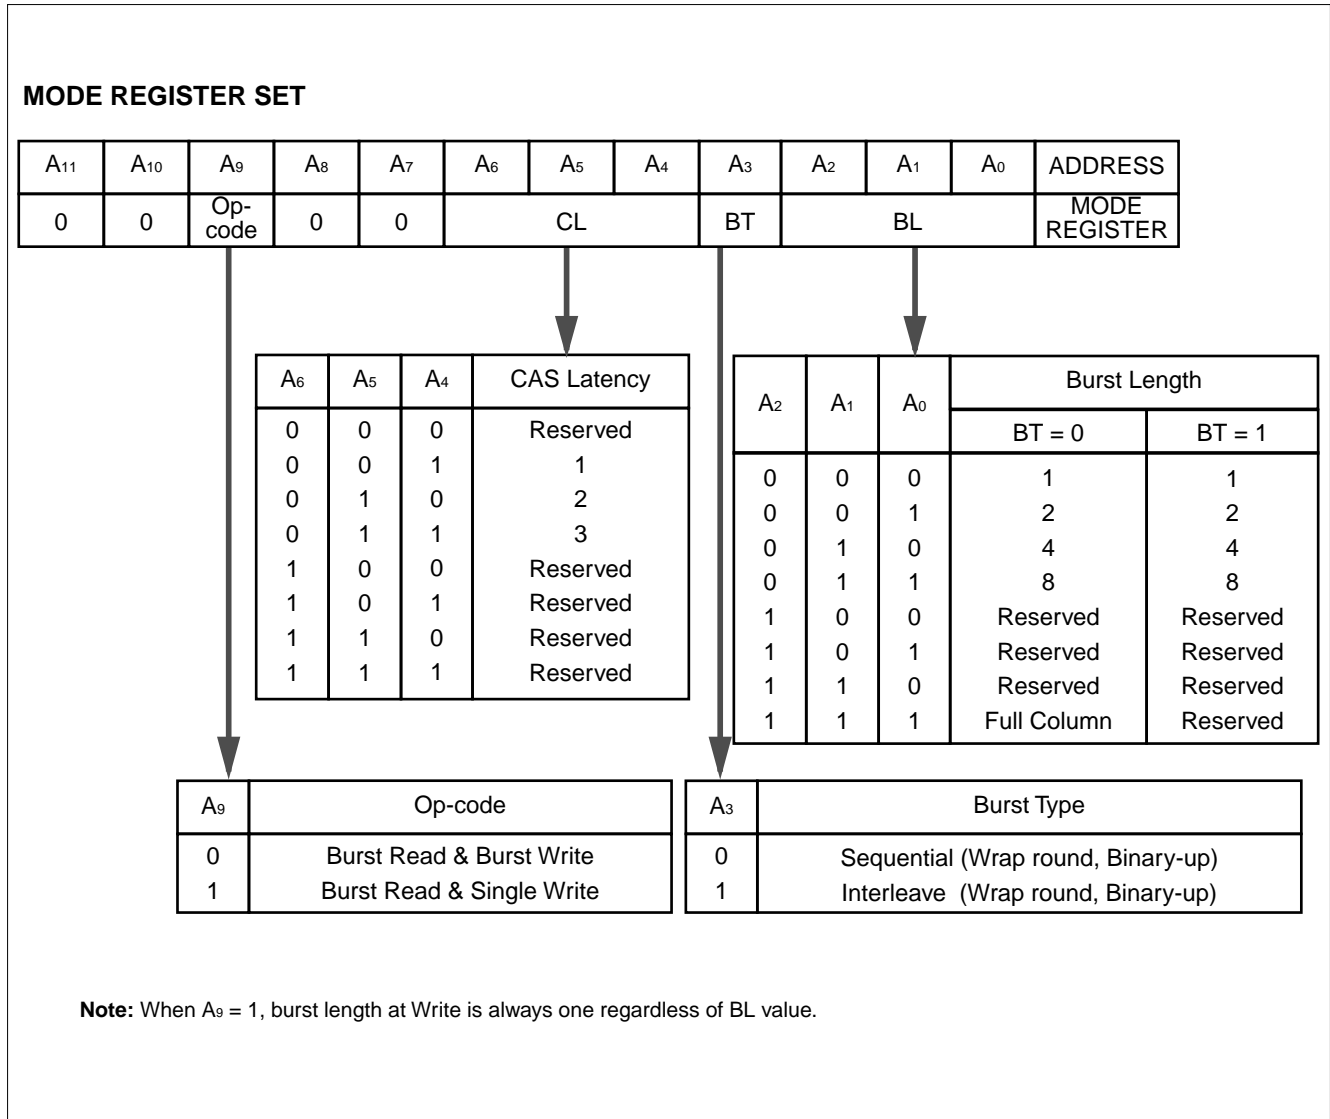 MODE REGISTER SET
A11 A10 A9 A8 A7 A6 A5 A4 A3 A2 A1 A0 ADDRESS
0 0 Op-code 0 0 CL BT BL MODE REGISTER
A6 A5 A4 CAS Latency
0 0 0 Reserved
0 0 1 1
0 1 0 2
0 1 1 3
1 0 0 Reserved
1 0 1 Reserved
1 1 0 Reserved
1 1 1 Reserved
A2 A1 A0 Burst Length
BT = 0 BT = 1
0 0 0 1 1
0 0 1 2 2
0 1 0 4 4
0 1 1 8 8
1 0 0 Reserved Reserved
1 0 1 Reserved Reserved
1 1 0 Reserved Reserved
1 1 1 Full Column Reserved
A9 Op-code
0 Burst Read & Burst Write
1 Burst Read & Single Write
A3 Burst Type
0 Sequential (Wrap round, Binary-up)
1 Interleave (Wrap round, Binary-up)
Note: When A9 = 1, burst length at Write is always one regardless of BL value.